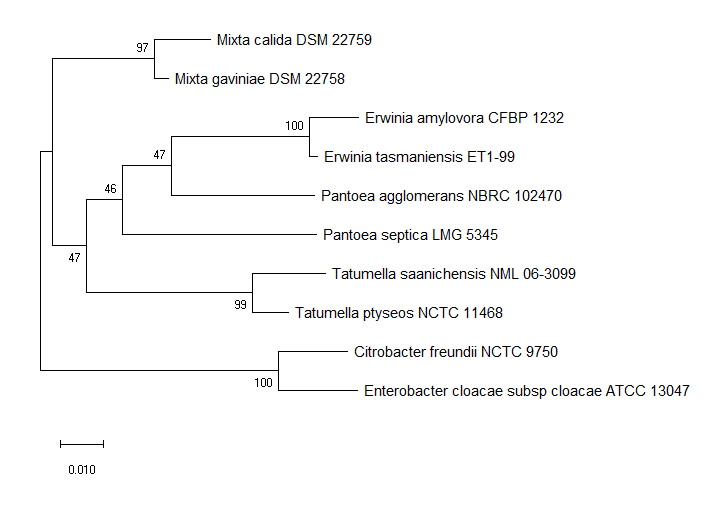 97
Mixta calida DSM 22759
Mixta gaviniae DSM 22758
100
Erwinia amylovora CFBP 1232
47
Erwinia tasmaniensis ET1-99
46
Pantoea agglomerans NBRC 102470
47
Pantoea septica LMG 5345
Tatumella saanichensis NML 06-3099
99
Tatumella ptyseos NCTC 11468
Citrobacter freundii NCTC 9750
100
Enterobacter cloacae subsp cloacae ATCC 13047
0.010